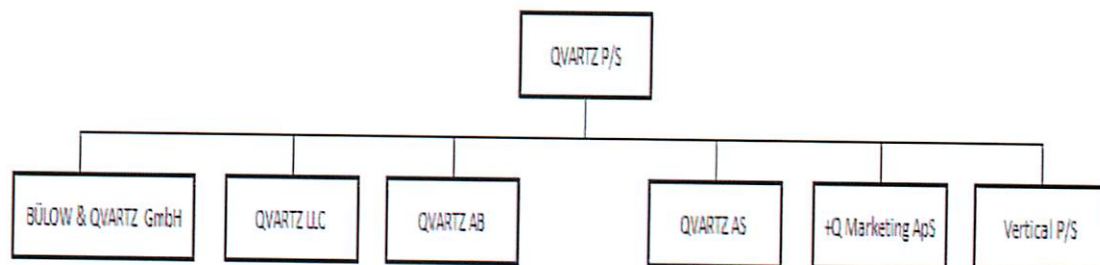 QVARTZ P/S
BÜLOW & QVARTZ GmbH
QVARTZ LLC
QVARTZ AB
QVARTZ AS
+Q Marketing ApS
Vertical P/S